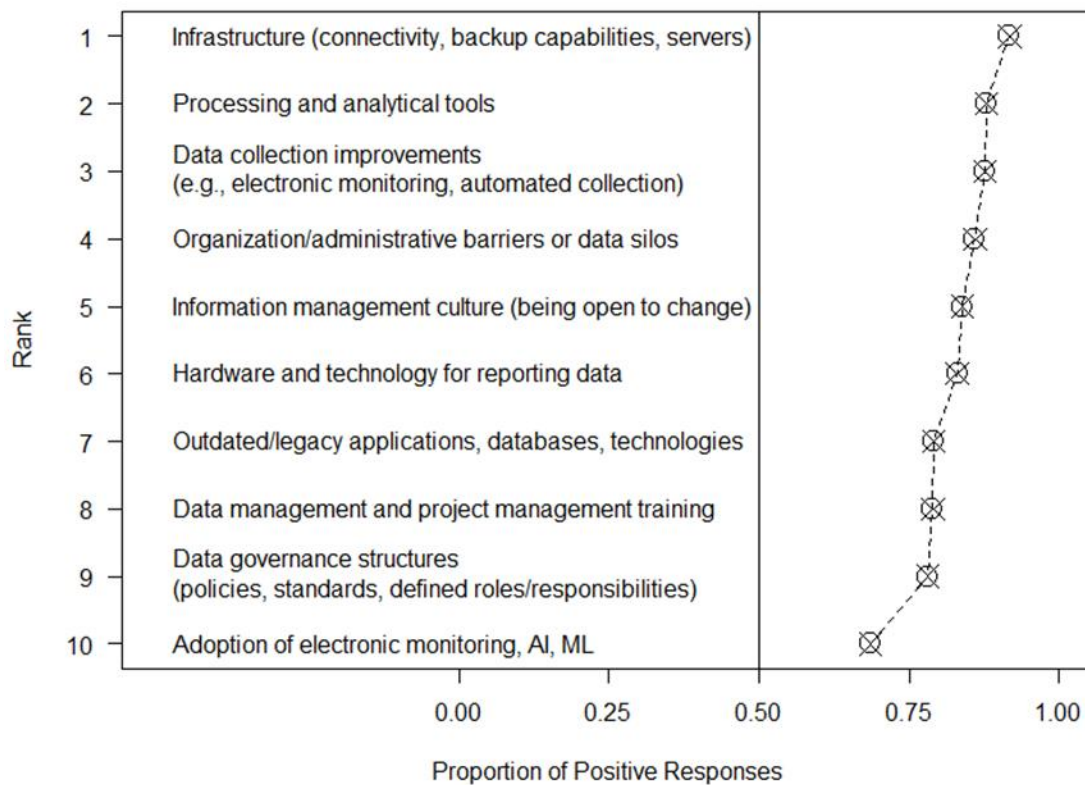 1 Infrastructure (connectivity, backup capabilities, servers)
2 Processing and analytical tools
Data collection improvements
3 (e.g., electronic monitoring, automated collection)
4 Organization/administrative barriers or data silos
5 Information management culture (being open to change)
Rank
6 Hardware and technology for reporting data
7 Outdated/legacy applications, databases, technologies
8 Data management and project management training
Data governance structures
9 (policies, standards, defined roles/responsibilities)
10 Adoption of electronic monitoring, AI, ML
0.00 0.25 0.50 0.75 1.00
Proportion of Positive Responses